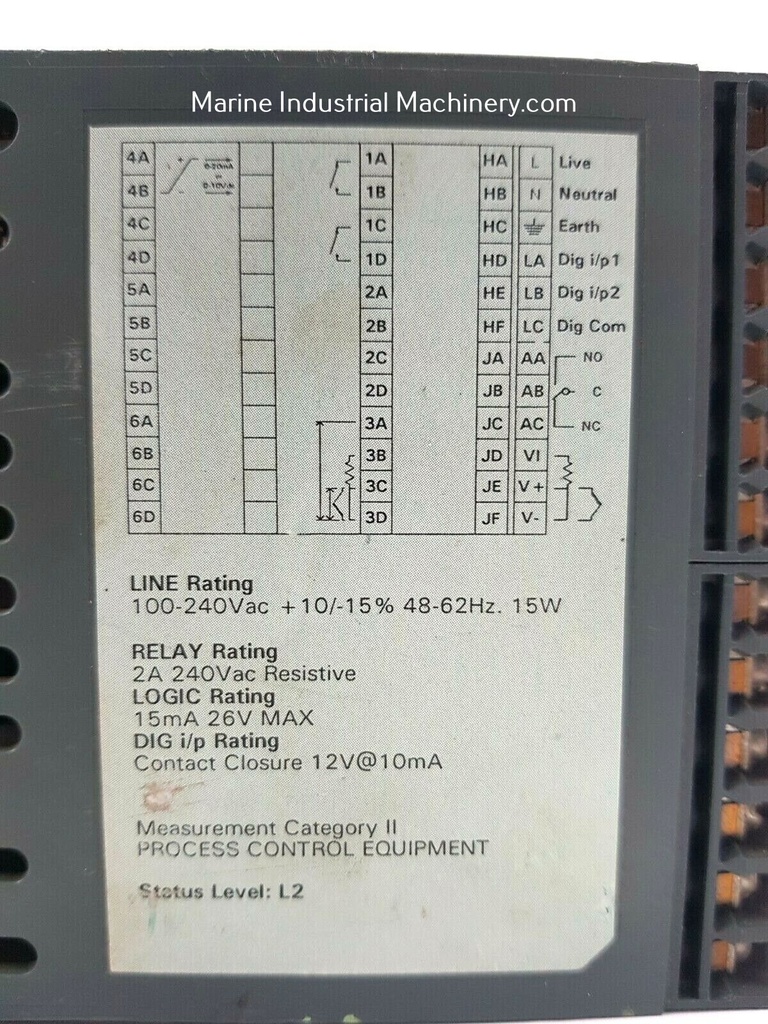 Marine Industrial Machinery.com
4A 1A HA L Live
4B 1B HB N Neutral
4C 1C HC Earth
4D 1D HD LA Dig i/p1
5A 2A HE LB Dig i/p2
5B 2B HF LC Dig Com
5C 2C JA AA NO
5D 2D JB AB C
6A 3A JC AC NC
6B 3B JD VI
6C 3C JE V+
6D 3D JF V-
+
0-20mA
or
-
LINE Rating
100-240Vac +10/-15% 48-62Hz. 15W
RELAY Rating
2A 240Vac Resistive
LOGIC Rating
15mA 26V MAX
DIG i/p Rating
Contact Closure 12V@10mA
Measurement Category II
PROCESS CONTROL EQUIPMENT
Status Level: L2